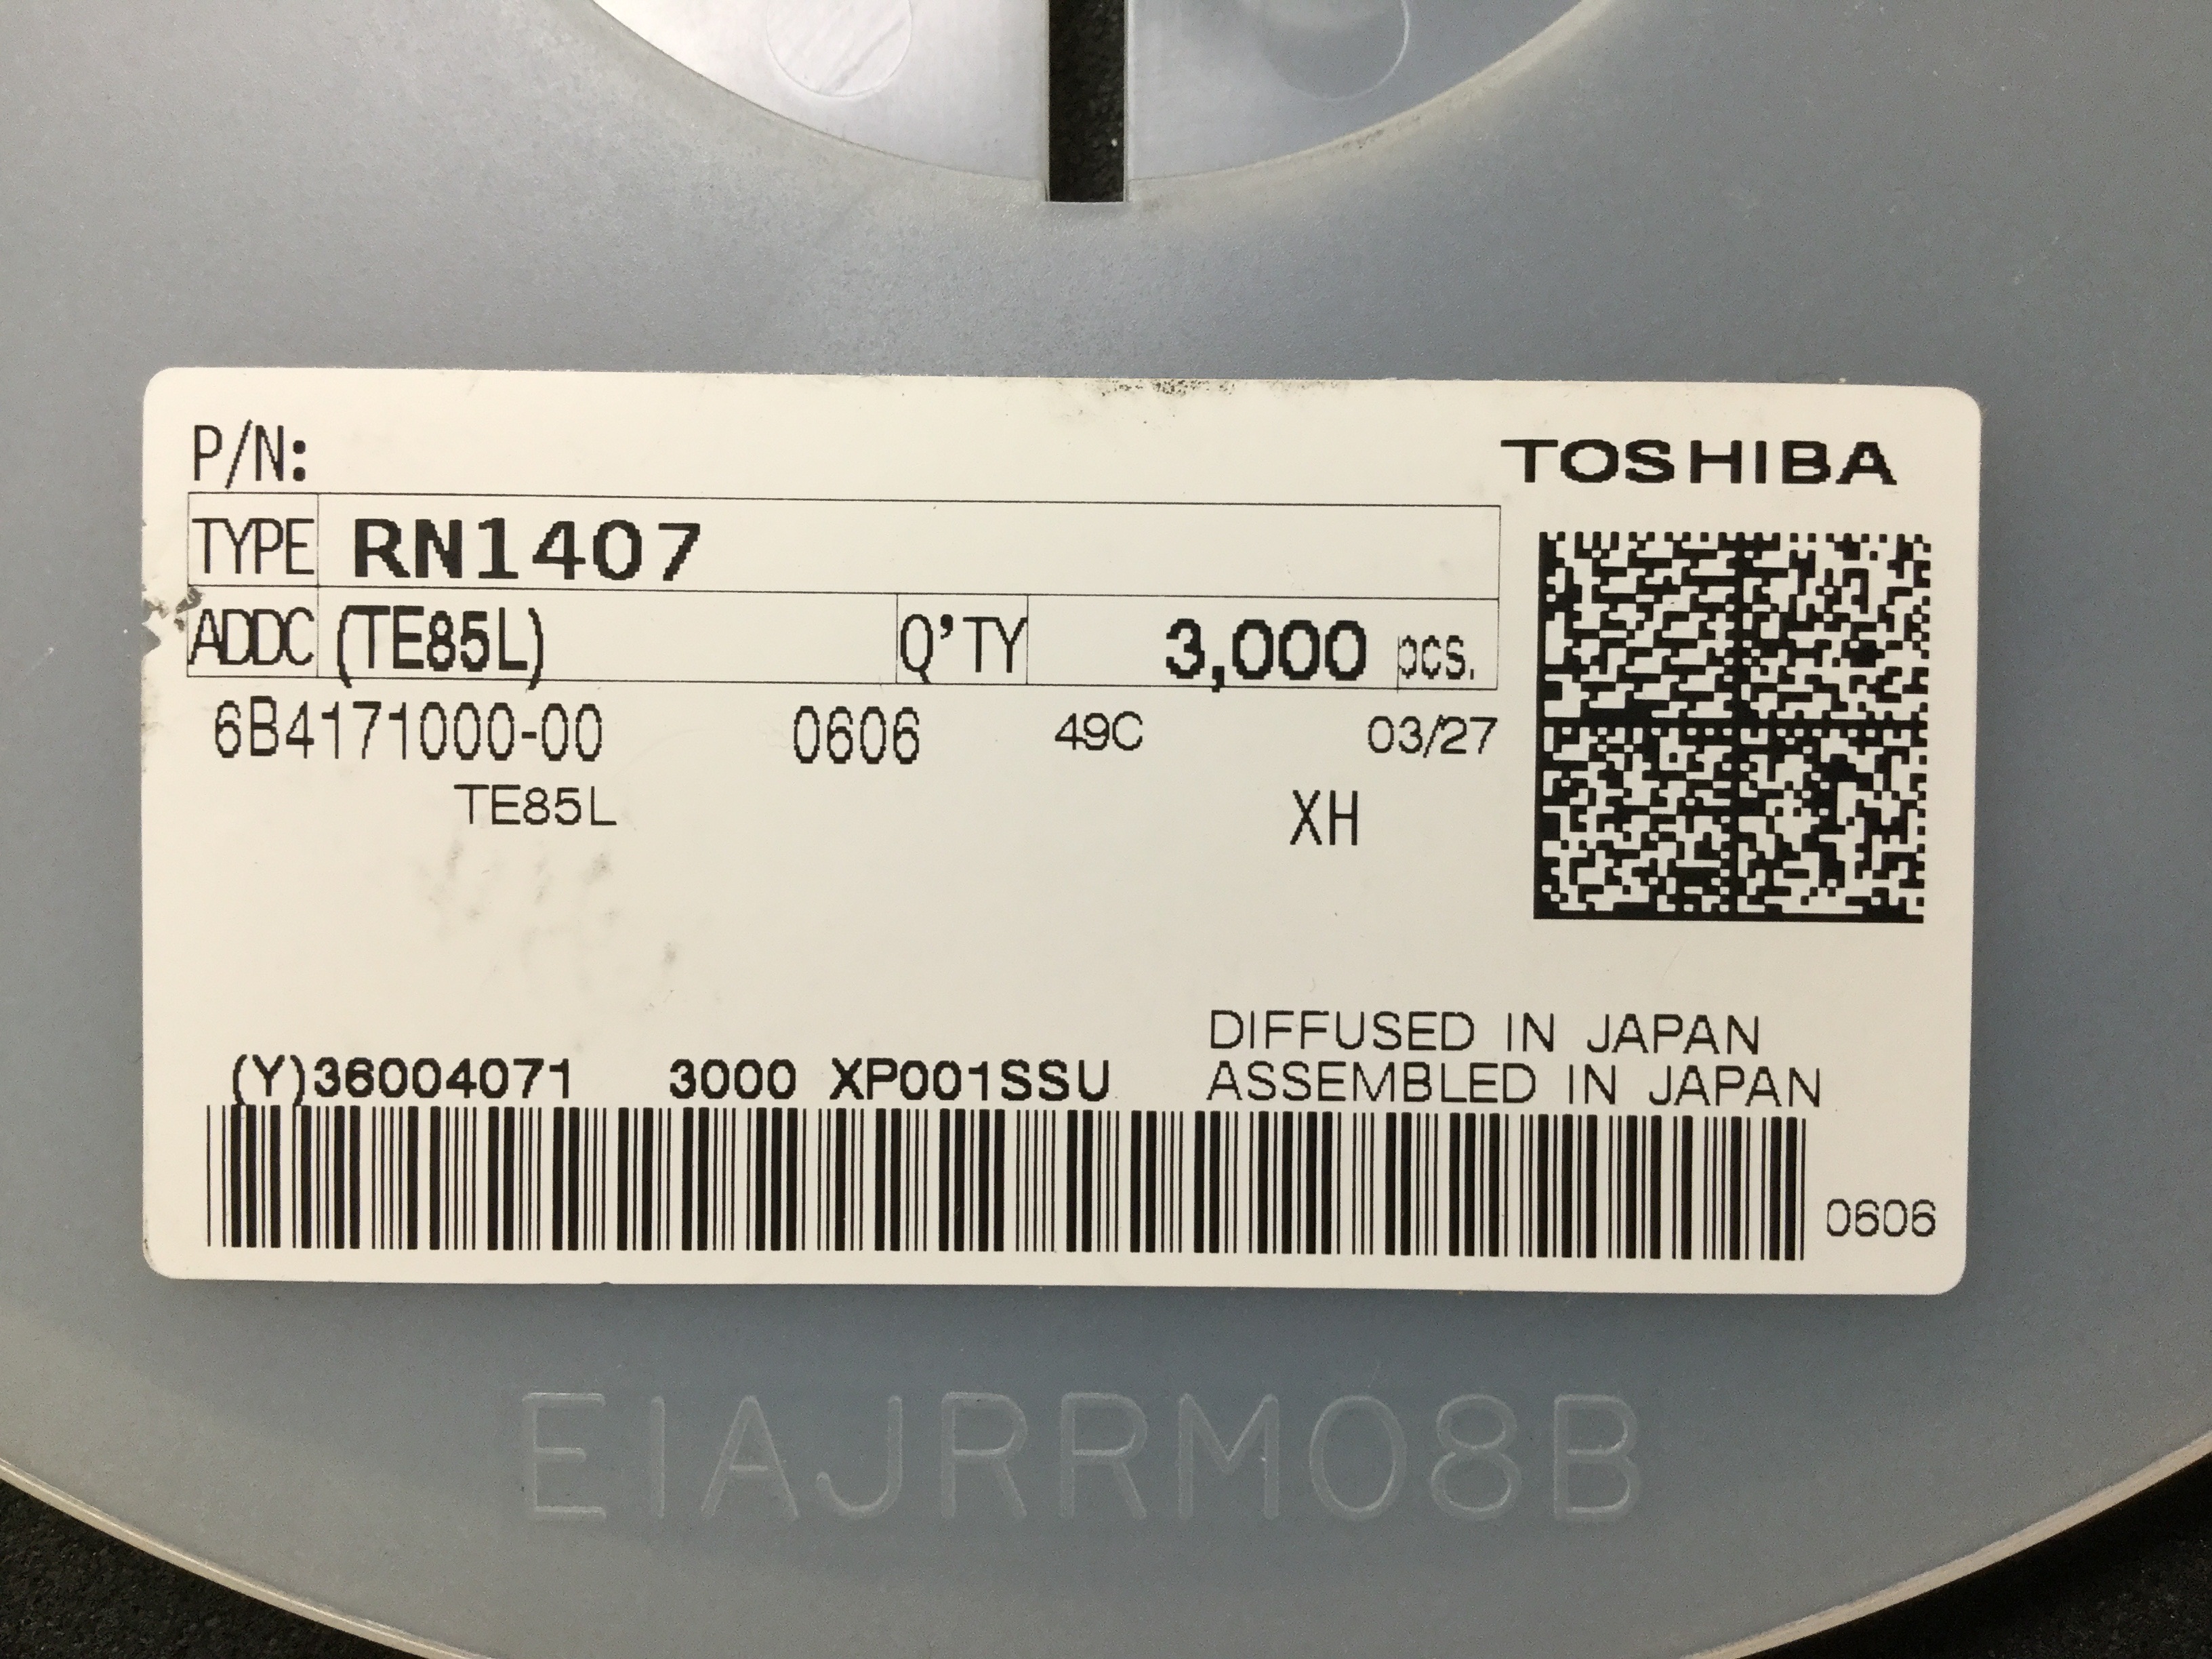 P/N:
TOSHIBA
TYPE RN1407
ADDC (TE85L) Q'TY 3,000 pcs.
6B4171000-00 0606 49C 03/27
TE85L XH
DIFFUSED IN JAPAN
ASSEMBLED IN JAPAN
(Y)36004071 3000 XP001SSU
0606
EIAJRRM08B